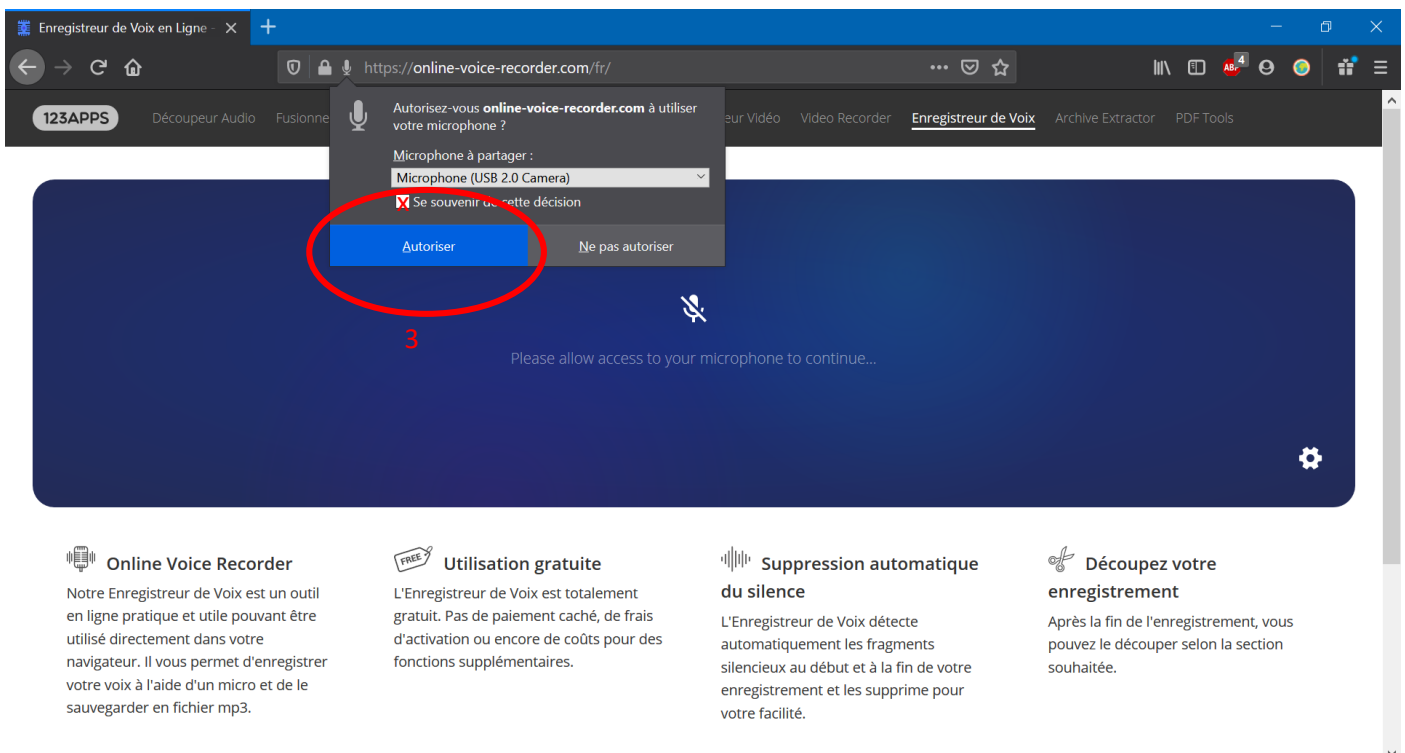 Enregistreur de Voix en Ligne -
https://online-voice-recorder.com/fr/
ABP 4
123APPS Découpeur Audio Fusionne eur Vidéo Video Recorder Enregistreur de Voix Archive Extractor PDF Tools
Autorisez-vous online-voice-recorder.com à utiliser
votre microphone ?
Microphone à partager :
Microphone (USB 2.0 Camera)
X Se souvenir de cette décision
Autoriser Ne pas autoriser
3
Please allow access to your microphone to continue...
Online Voice Recorder
Notre Enregistreur de Voix est un outil
en ligne pratique et utile pouvant être
utilisé directement dans votre
navigateur. Il vous permet d'enregistrer
votre voix à l'aide d'un micro et de le
sauvegarder en fichier mp3.
FREE Utilisation gratuite
L'Enregistreur de Voix est totalement
gratuit. Pas de paiement caché, de frais
d'activation ou encore de coûts pour des
fonctions supplémentaires.
Suppression automatique
du silence
L'Enregistreur de Voix détecte
automatiquement les fragments
silencieux au début et à la fin de votre
enregistrement et les supprime pour
votre facilité.
Découpez votre
enregistrement
Après la fin de l'enregistrement, vous
pouvez le découper selon la section
souhaitée.